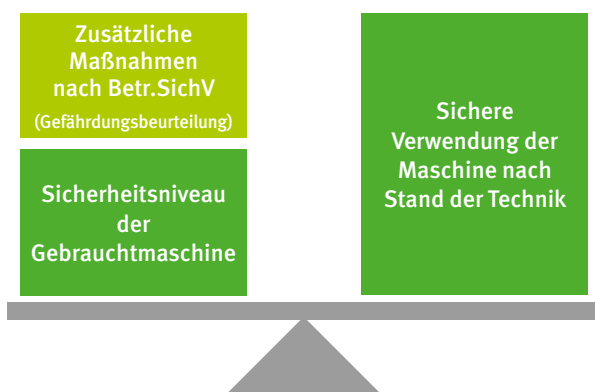 Zusätzliche
Maßnahmen
nach Betr.SichV
(Gefährdungsbeurteilung)
Sicherheitsniveau
der
Gebrauchtmaschine
Sichere
Verwendung der
Maschine nach
Stand der Technik